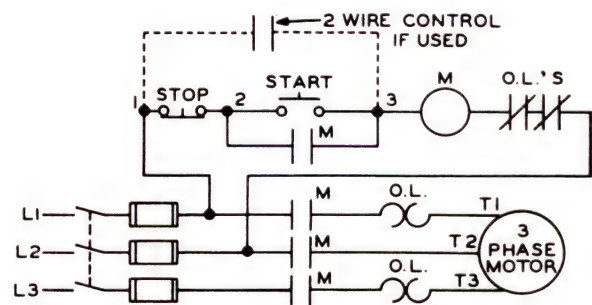 2 WIRE CONTROL
IF USED
STOP
START
1
2
3
M
O.L.'S
M
L1
M
O.L.
T1
L2
M
T2
3
PHASE
MOTOR
L3
M
O.L.
T3